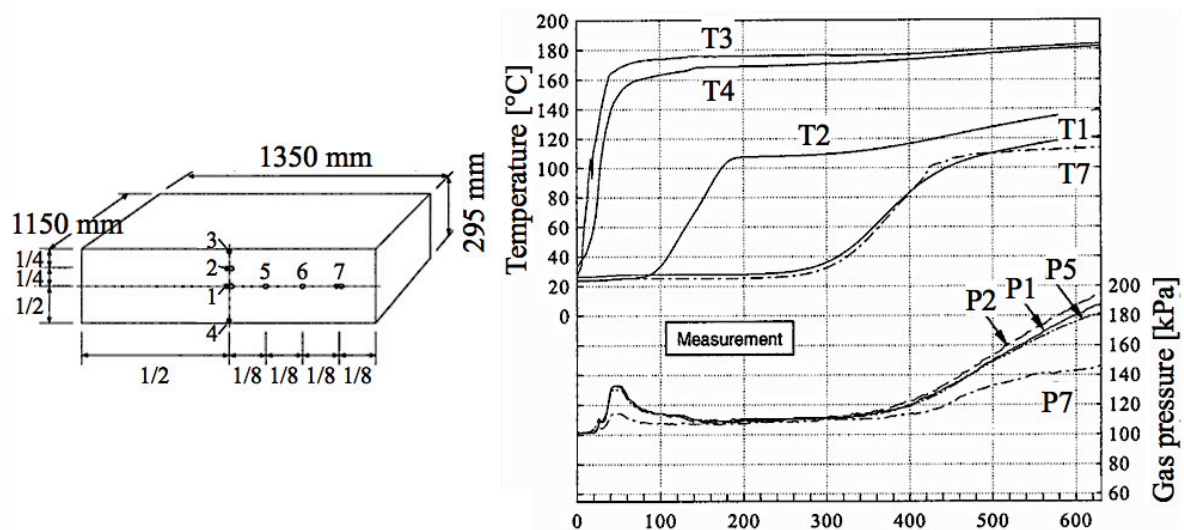 1350 mm
1150 mm
295 mm
1/4
1/4
1/2
3
2
5
6
7
1
4
1/2
1/8
1/8
1/8
1/8
Temperature [°C]
200
180
160
140
120
100
80
60
40
20
0
T3
T4
T2
T1
T7
Measurement
P2
P1
P5
P7
200
180
160
140
120
100
80
60
Gas pressure [kPa]
0 100 200 300 400 500 600